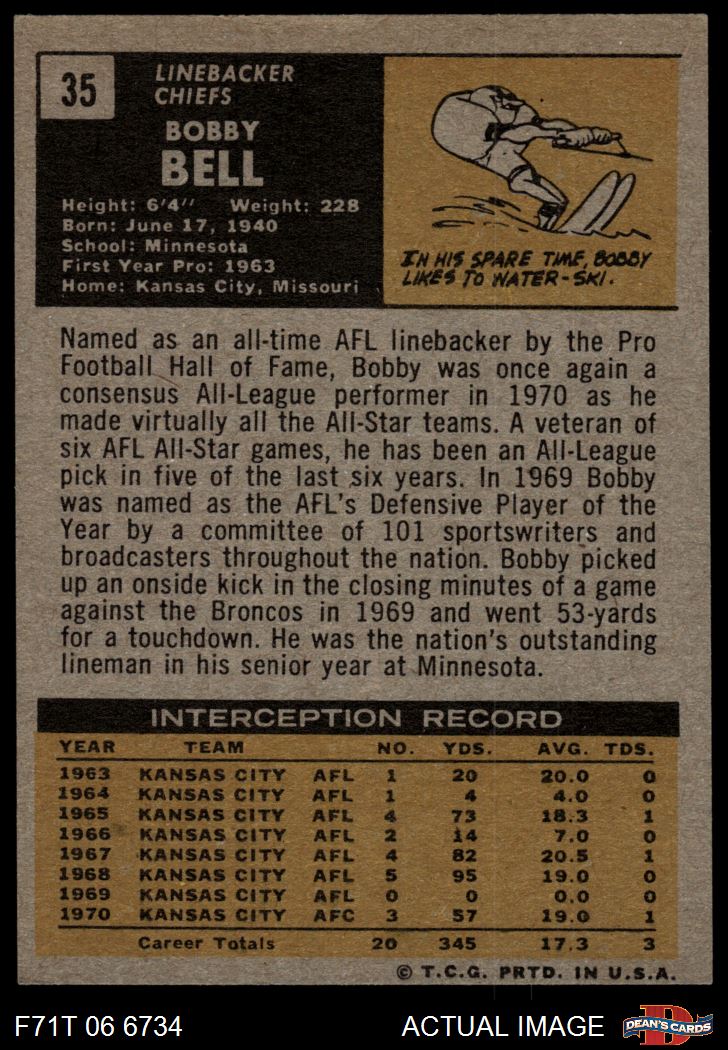 35
LINEBACKER
CHIEFS
BOBBY
BELL
Height: 6'4'' Weight: 228
Born: June 17, 1940
School: Minnesota
First Year Pro: 1963
Home: Kansas City, Missouri
IN HIS SPARE TIME, BOBBY
LIKES TO WATER-SKI.
Named as an all-time AFL linebacker by the Pro
Football Hall of Fame, Bobby was once again a
consensus All-League performer in 1970 as he
made virtually all the All-Star teams. A veteran of
six AFL All-Star games, he has been an All-League
pick in five of the last six years. In 1969 Bobby
was named as the AFL's Defensive Player of the
Year by a committee of 101 sportswriters and
broadcasters throughout the nation. Bobby picked
up an onside kick in the closing minutes of a game
against the Broncos in 1969 and went 53-yards
for a touchdown. He was the nation's outstanding
lineman in his senior year at Minnesota.
INTERCEPTION RECORD
YEAR TEAM NO. YDS. AVG. TDS.
1963 KANSAS CITY AFL 1 20 20.0 0
1964 KANSAS CITY AFL 1 4 4.0 0
1965 KANSAS CITY AFL 4 73 18.3 1
1966 KANSAS CITY AFL 2 14 7.0 0
1967 KANSAS CITY AFL 4 82 20.5 1
1968 KANSAS CITY AFL 5 95 19.0 0
1969 KANSAS CITY AFL 0 0 0.0 0
1970 KANSAS CITY AFC 3 57 19.0 1
Career Totals 20 345 17.3 3
© T.C.G. PRTD. IN U.S.A.
F71T 06 6734 ACTUAL IMAGE
D
DEAN'S CARDS